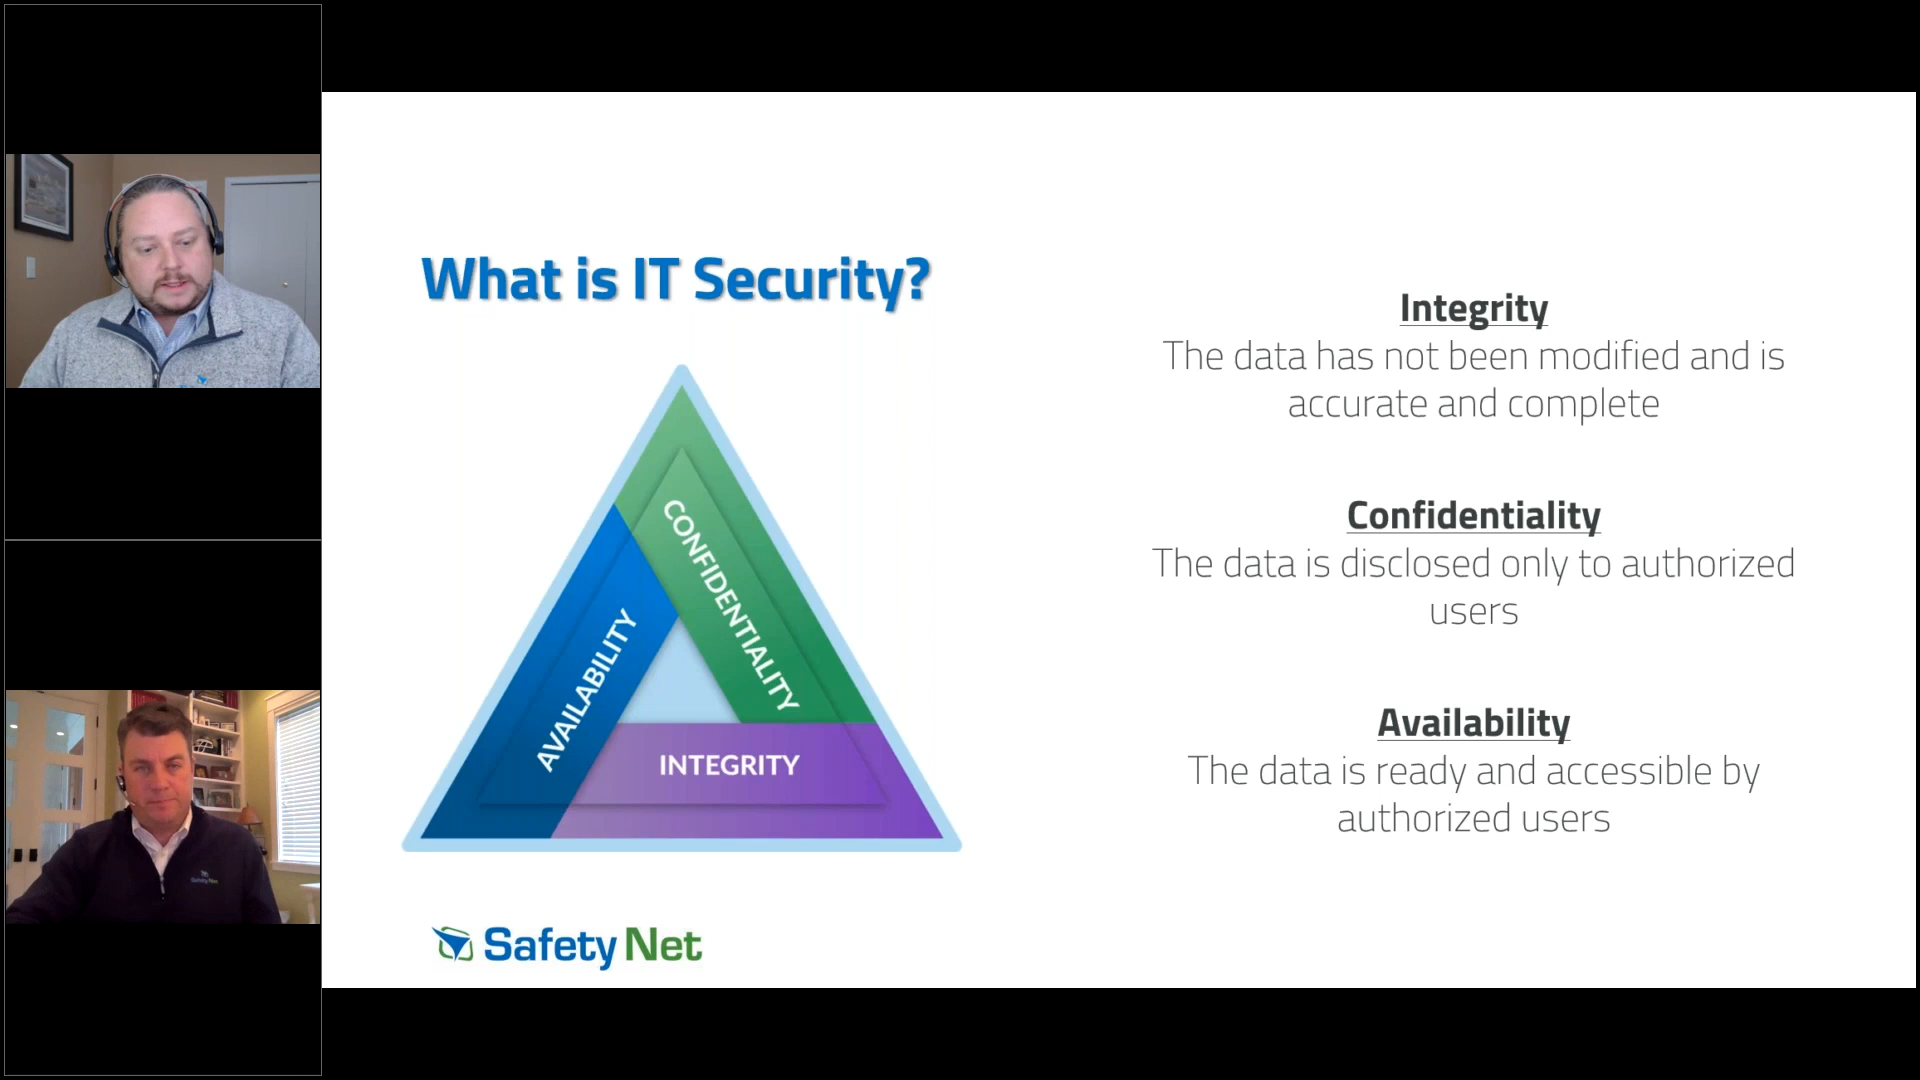 What is IT Security?
CONFIDENTIALITY
AVAILABILITY
INTEGRITY
Safety Net
Integrity
The data has not been modified and is
accurate and complete
Confidentiality
The data is disclosed only to authorized
users
Availability
The data is ready and accessible by
authorized users
SafetyNet